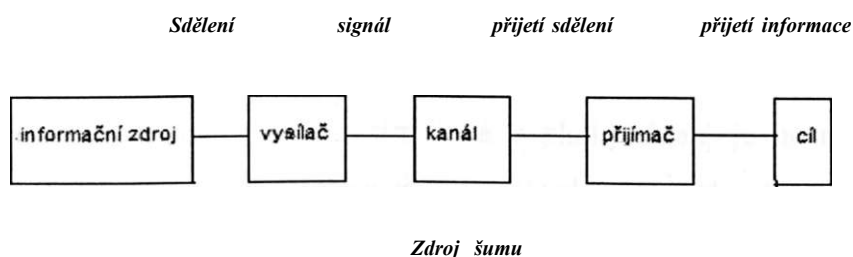 Sdělení signál přijetí sdělení přijetí informace
informační zdroj vysílač kanál přijímač cíl
Zdroj šumu